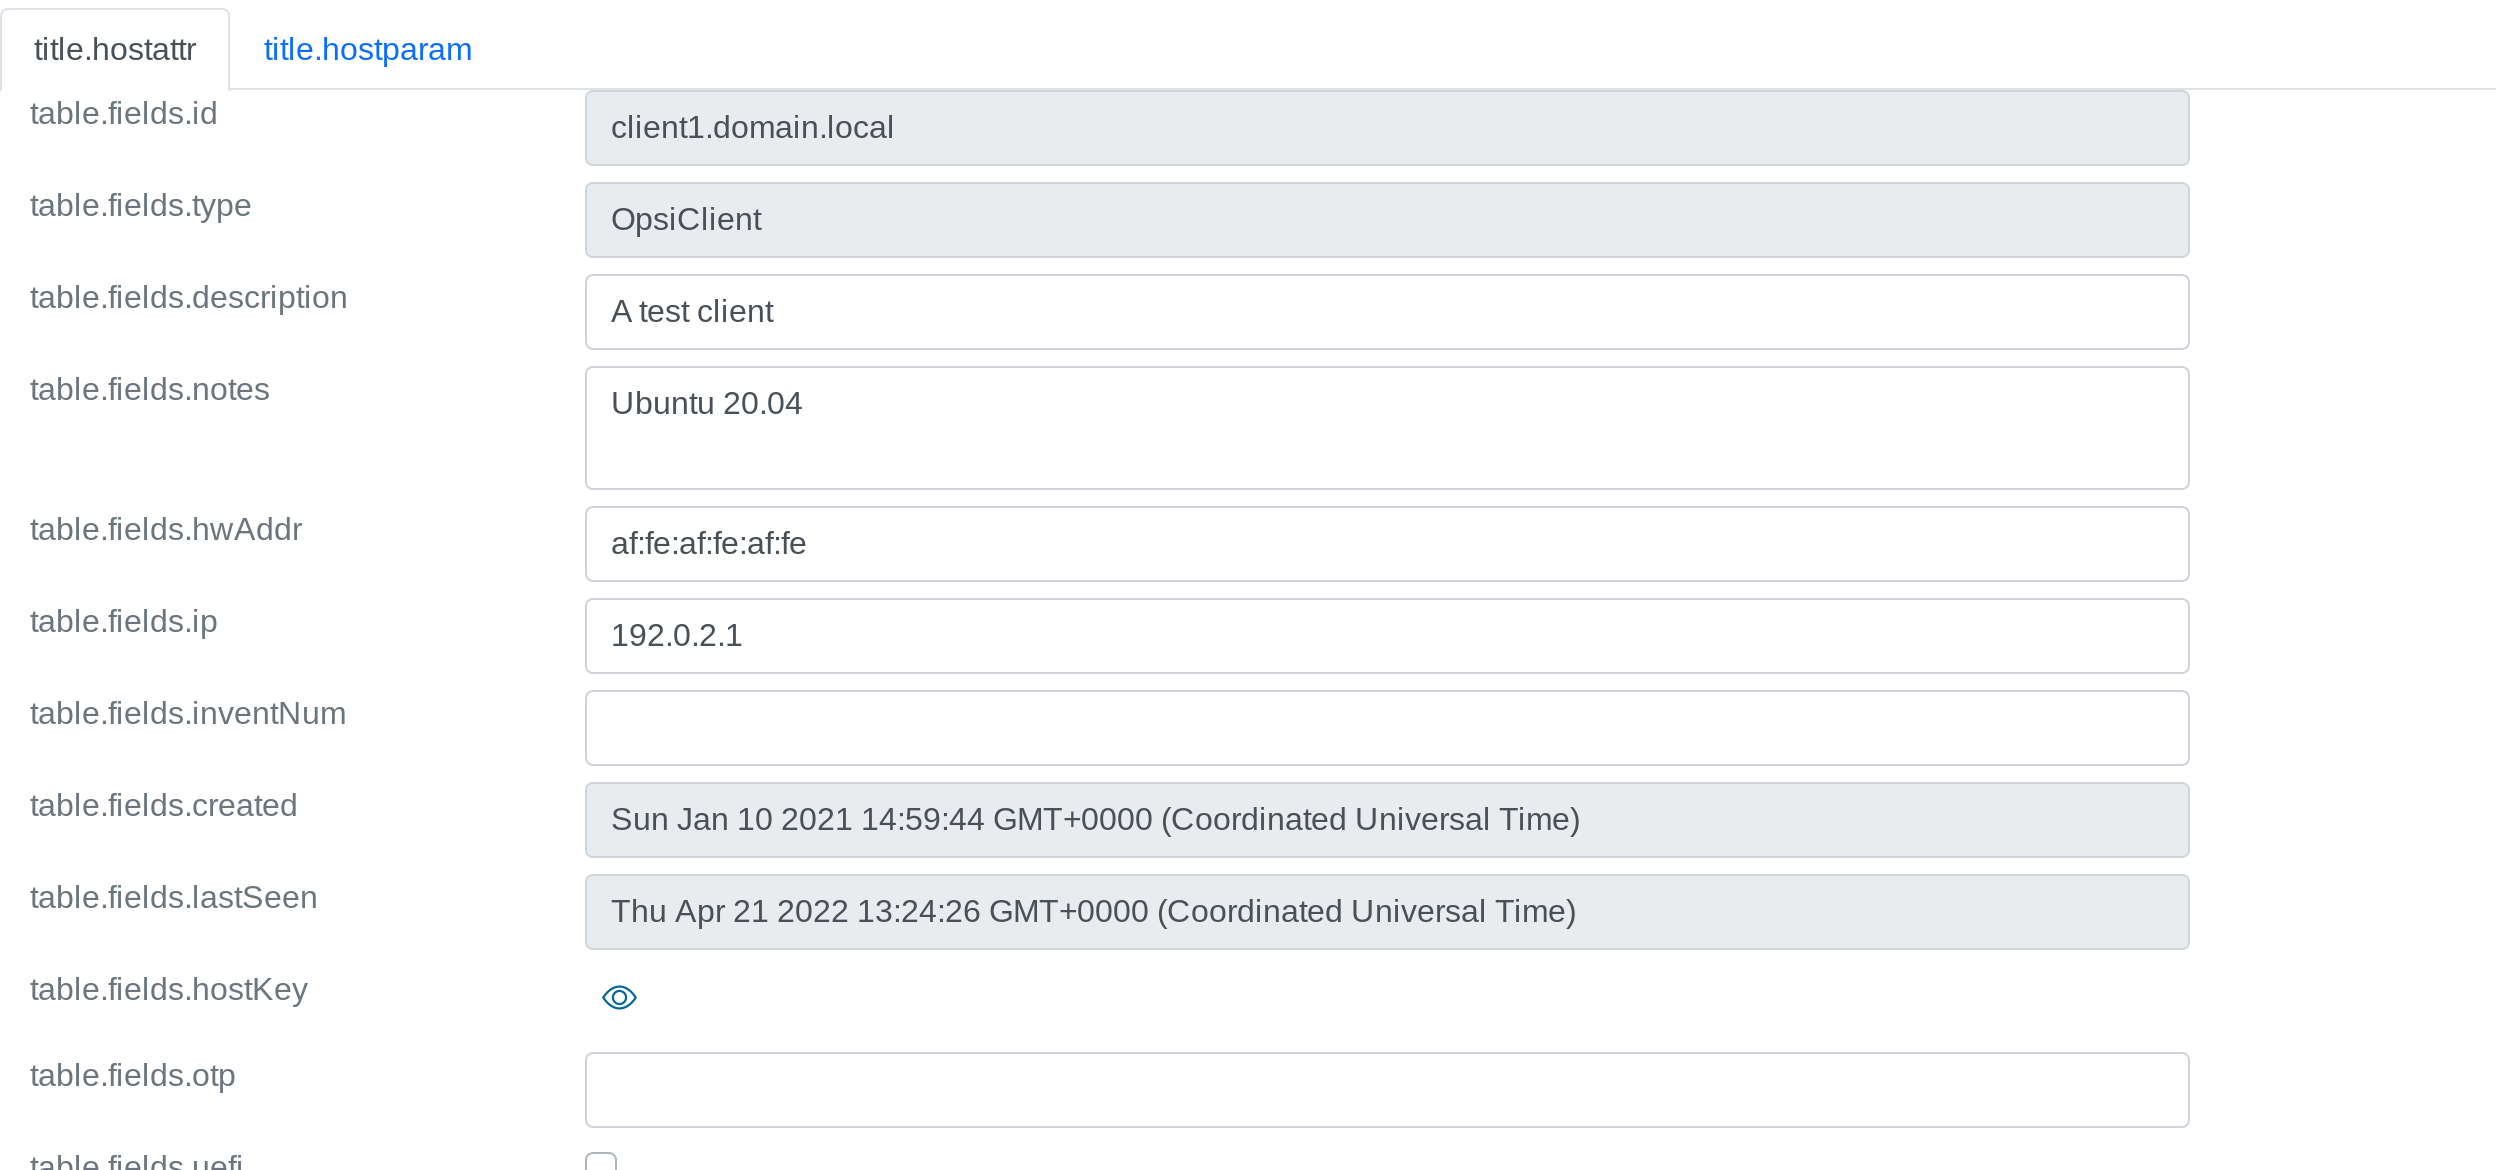 title.hostattr title.hostparam
table.fields.id client1.domain.local
table.fields.type OpsiClient
table.fields.description A test client
table.fields.notes Ubuntu 20.04
table.fields.hwAddr af:fe:af:fe:af:fe
table.fields.ip 192.0.2.1
table.fields.inventNum
table.fields.created Sun Jan 10 2021 14:59:44 GMT+0000 (Coordinated Universal Time)
table.fields.lastSeen Thu Apr 21 2022 13:24:26 GMT+0000 (Coordinated Universal Time)
table.fields.hostKey
table.fields.otp
table.fields.uefi